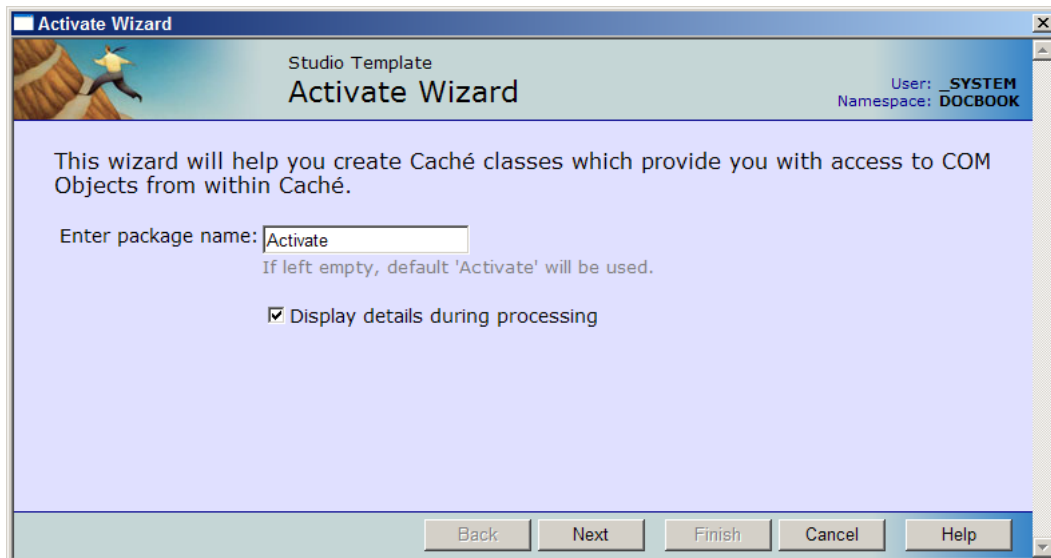 Activate Wizard
Studio Template
Activate Wizard
User: _SYSTEM
Namespace: DOCBOOK
This wizard will help you create Caché classes which provide you with access to COM
Objects from within Caché.
Enter package name: Activate
If left empty, default 'Activate' will be used.
Display details during processing
Back Next Finish Cancel Help